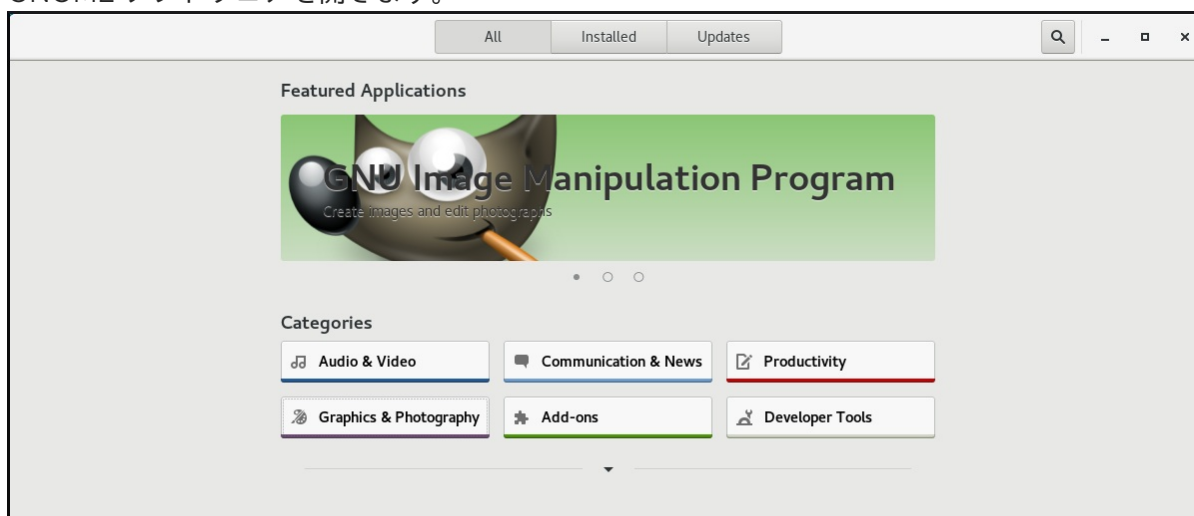 All Installed Updates
Featured Applications
GNU Image Manipulation Program
Create images and edit photographs
Categories
Audio & Video Communication & News Productivity
Graphics & Photography Add-ons Developer Tools